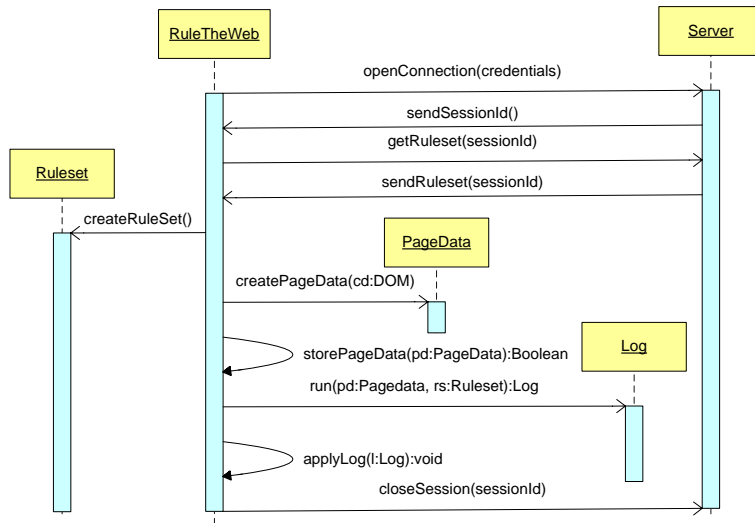 RuleTheWeb
Server
openConnection(credentials)
sendSessionId()
getRuleset(sessionId)
Ruleset
sendRuleset(sessionId)
createRuleSet()
PageData
createPageData(cd:DOM)
storePageData(pd:PageData):Boolean
Log
run(pd:Pagedata, rs:Ruleset):Log
applyLog(l:Log):void
closeSession(sessionId)